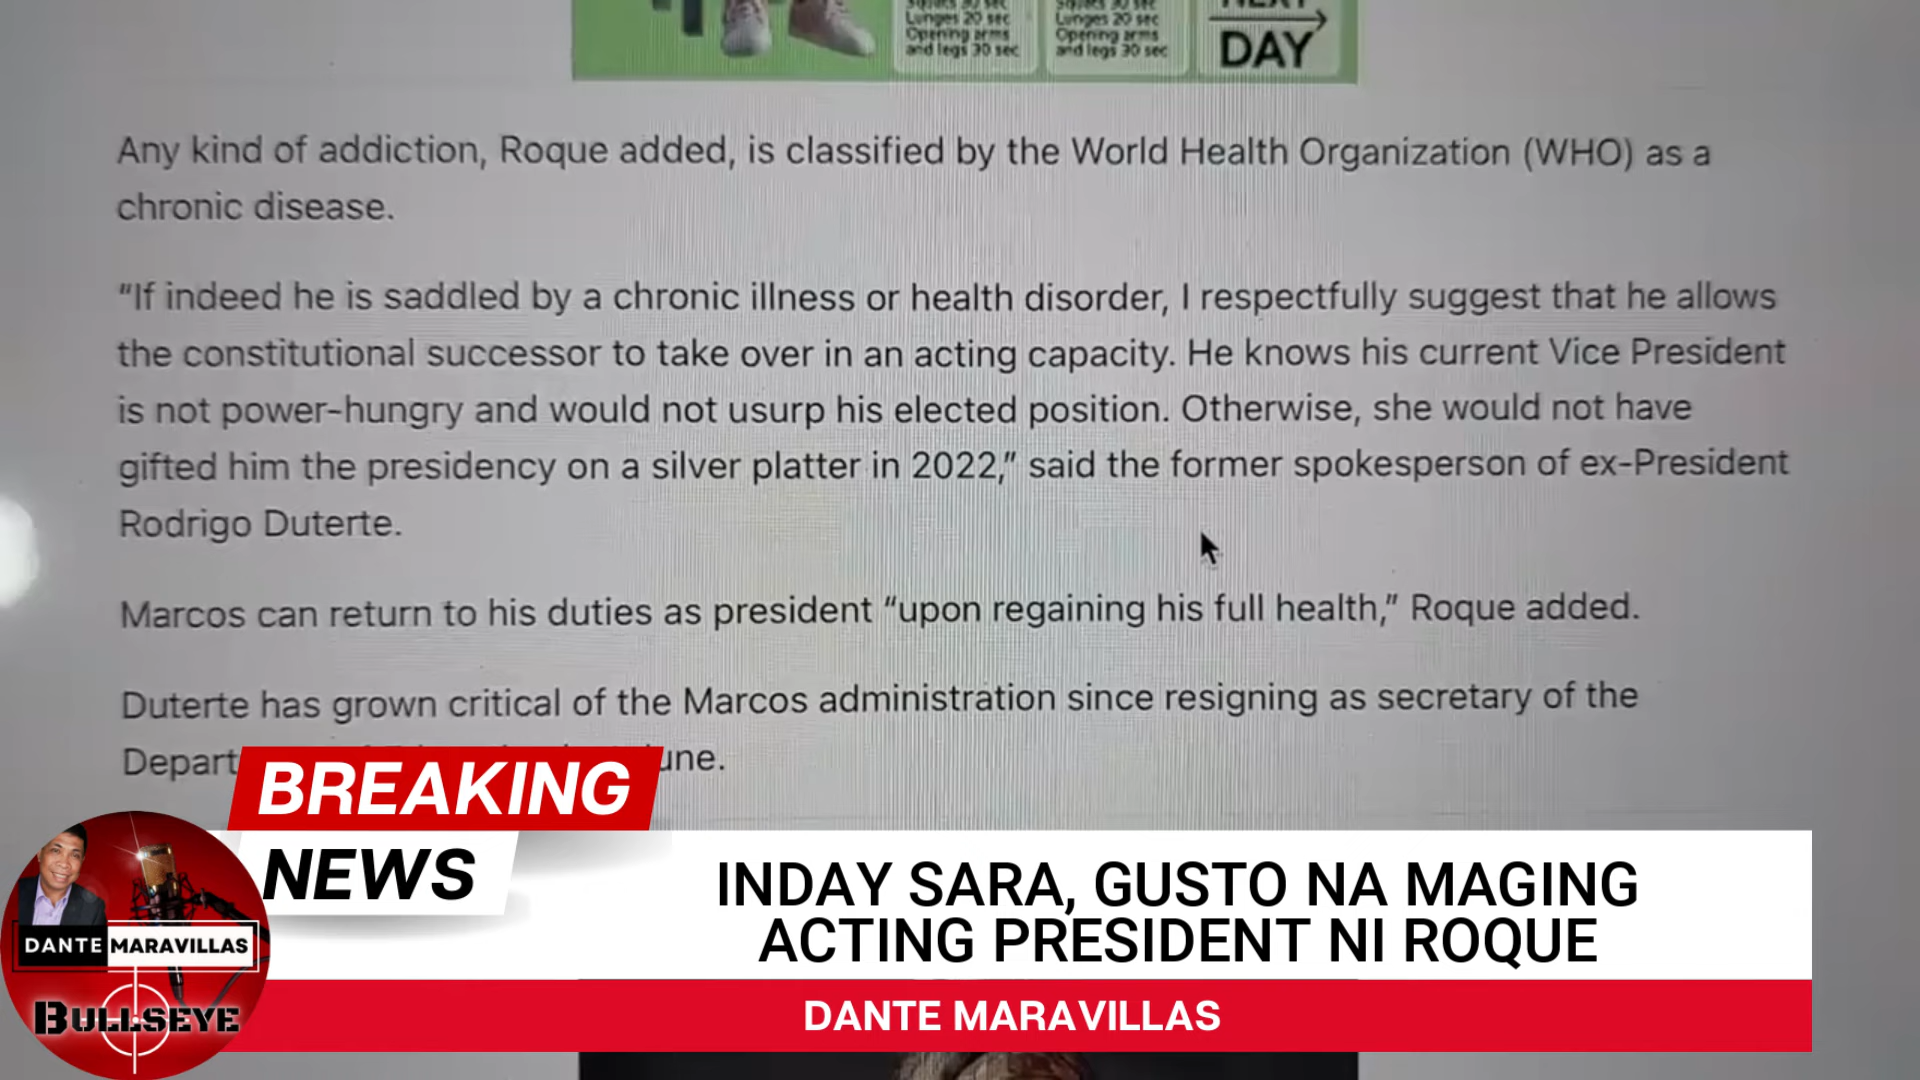 Lunges 20 sec
Opening arms
and legs 30 sec
Lunges 20 sec
Opening arms
and legs 30 sec
NEXT
DAY
Any kind of addiction, Roque added, is classified by the World Health Organization (WHO) as a
chronic disease.
“If indeed he is saddled by a chronic illness or health disorder, I respectfully suggest that he allows
the constitutional successor to take over in an acting capacity. He knows his current Vice President
is not power-hungry and would not usurp his elected position. Otherwise, she would not have
gifted him the presidency on a silver platter in 2022,” said the former spokesperson of ex-President
Rodrigo Duterte.
Marcos can return to his duties as president “upon regaining his full health,” Roque added.
Duterte has grown critical of the Marcos administration since resigning as secretary of the
BREAKING
NEWS
INDAY SARA, GUSTO NA MAGING
ACTING PRESIDENT NI ROQUE
DANTE MARAVILLAS
DANTE MARAVILLAS
BULLSEYE